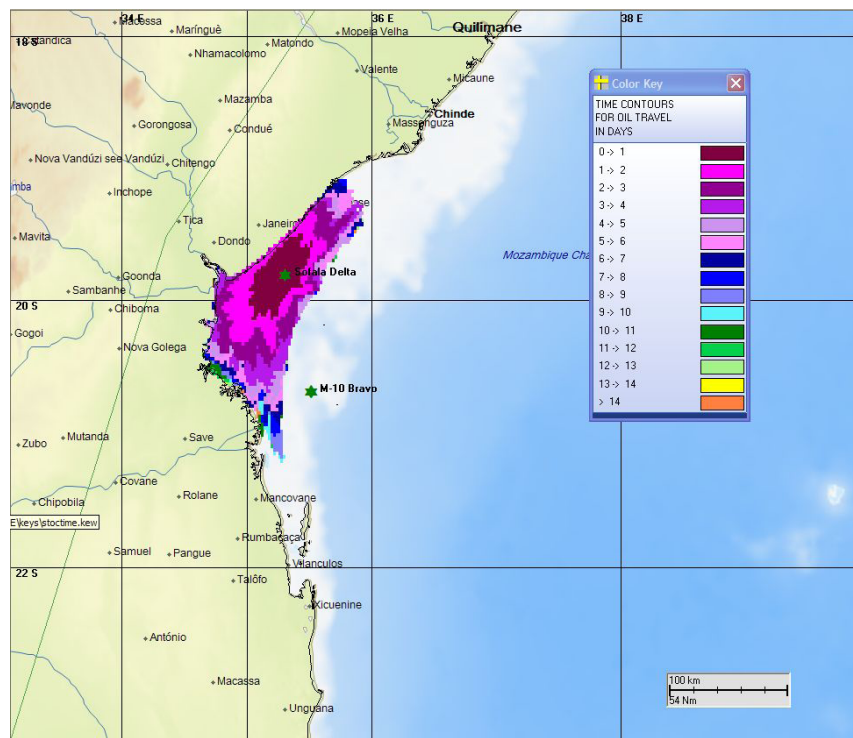 34 E
36 E
38 E
Macossa
Marínguè
Mopeia Velha
Quilimane
18 S
Matondo
Nhamacolomo
Valente
Micaune
Color Key
TIME CONTOURS
FOR OIL TRAVEL
IN DAYS
0 -> 1
1 -> 2
2 -> 3
3 -> 4
4 -> 5
5 -> 6
6 -> 7
7 -> 8
8 -> 9
9 -> 10
10 -> 11
11 -> 12
12 -> 13
13 -> 14
> 14
Mazamba
Chinde
Gorongosa
Condué
Massenguza
Nova Vandúzi see Vandúzi
Chitengo
Inchope
Tica
Janeiro
Mavita
Dondo
Mozambique Cha
Goonda
Sofala Delta
Sambanhe
20 S
Chiboma
Gogoi
Nova Golega
M-10 Bravo
Zubo
Mutanda
Save
Covane
Chipobila
Rolane
Mancovane
E\keys\stoctime.kew
Rumbaçaça
Samuel
Pangue
Vilanculos
22 S
Talôfo
Xicuenine
António
Macassa
100 km
54 Nm
Unguana